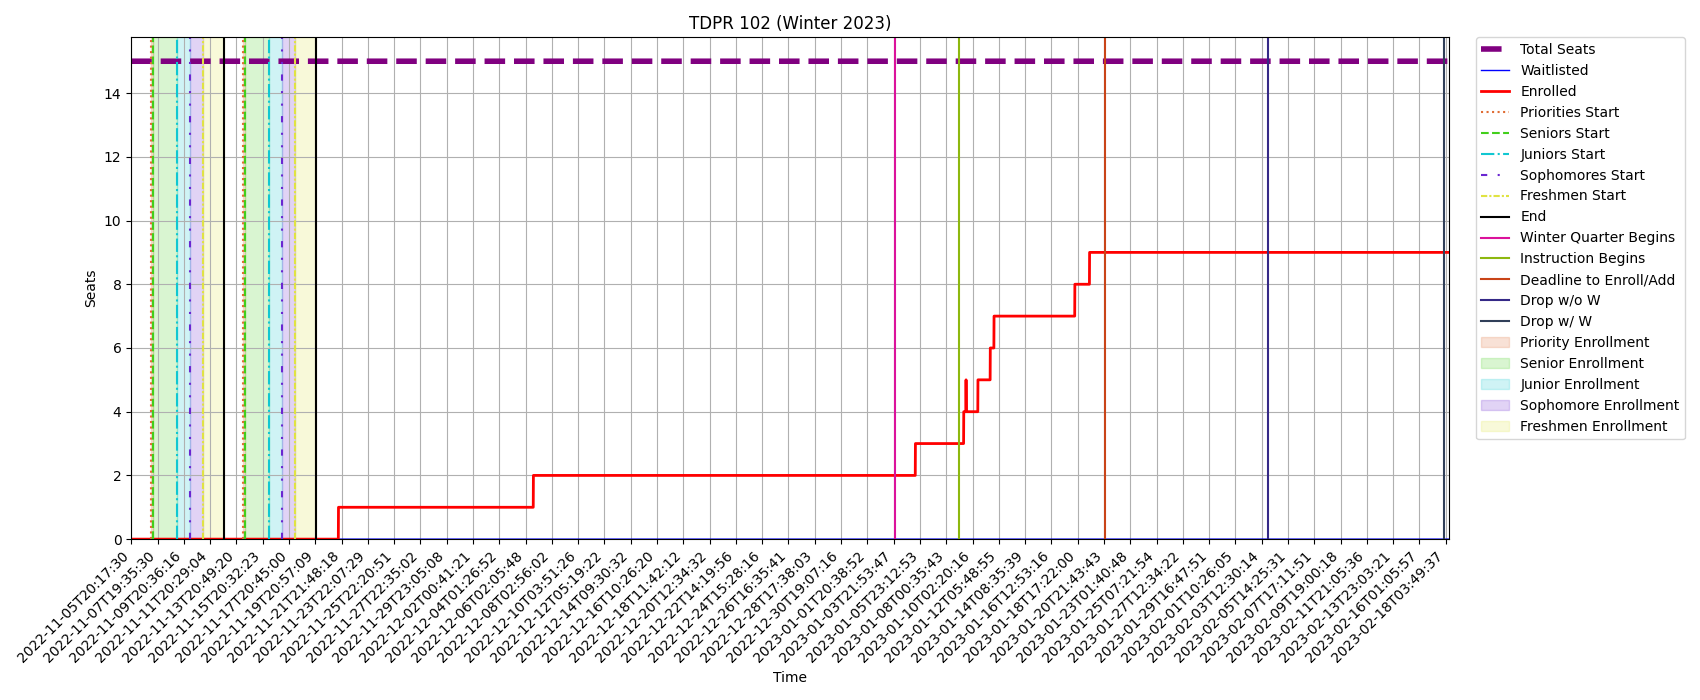 TDPR 102 (Winter 2023)
Seats
14
12
10
8
6
4
2
0
2022-11-05T20:17:30
2022-11-07T19:35:30
2022-11-09T20:36:16
2022-11-11T20:29:04
2022-11-13T20:49:20
2022-11-15T20:32:23
2022-11-17T20:45:00
2022-11-19T20:57:09
2022-11-21T21:48:18
2022-11-23T22:07:29
2022-11-25T22:20:51
2022-11-27T22:35:02
2022-11-29T23:05:08
2022-12-02T00:41:21
2022-12-04T01:26:52
2022-12-06T02:05:48
2022-12-08T02:56:02
2022-12-10T03:51:26
2022-12-12T05:19:22
2022-12-14T09:30:32
2022-12-16T10:26:20
2022-12-18T11:42:12
2022-12-20T12:34:32
2022-12-22T14:19:56
2022-12-24T15:28:16
2022-12-26T16:35:41
2022-12-28T17:38:03
2022-12-30T19:07:16
2023-01-01T20:38:52
2023-01-03T21:53:47
2023-01-05T23:12:53
2023-01-08T00:35:43
2023-01-10T02:20:16
2023-01-12T05:48:55
2023-01-14T08:35:39
2023-01-16T12:53:16
2023-01-18T17:22:00
2023-01-20T21:43:43
2023-01-23T01:40:48
2023-01-25T07:21:54
2023-01-27T12:34:22
2023-01-29T16:47:51
2023-02-01T10:26:05
2023-02-03T12:30:14
2023-02-05T14:25:31
2023-02-07T17:11:51
2023-02-09T19:00:18
2023-02-11T21:05:36
2023-02-13T23:03:21
2023-02-16T01:05:57
2023-02-18T03:49:37
Time
Total Seats
Waitlisted
Enrolled
Priorities Start
Seniors Start
Juniors Start
Sophomores Start
Freshmen Start
End
Winter Quarter Begins
Instruction Begins
Deadline to Enroll/Add
Drop w/o W
Drop w/ W
Priority Enrollment
Senior Enrollment
Junior Enrollment
Sophomore Enrollment
Freshmen Enrollment